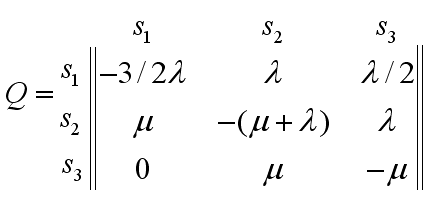 s1 s2 s3
Q = s1 ‖ −3/2λ λ λ/2 ‖
s2 ‖ μ −(μ+λ) λ ‖
s3 ‖ 0 μ −μ ‖